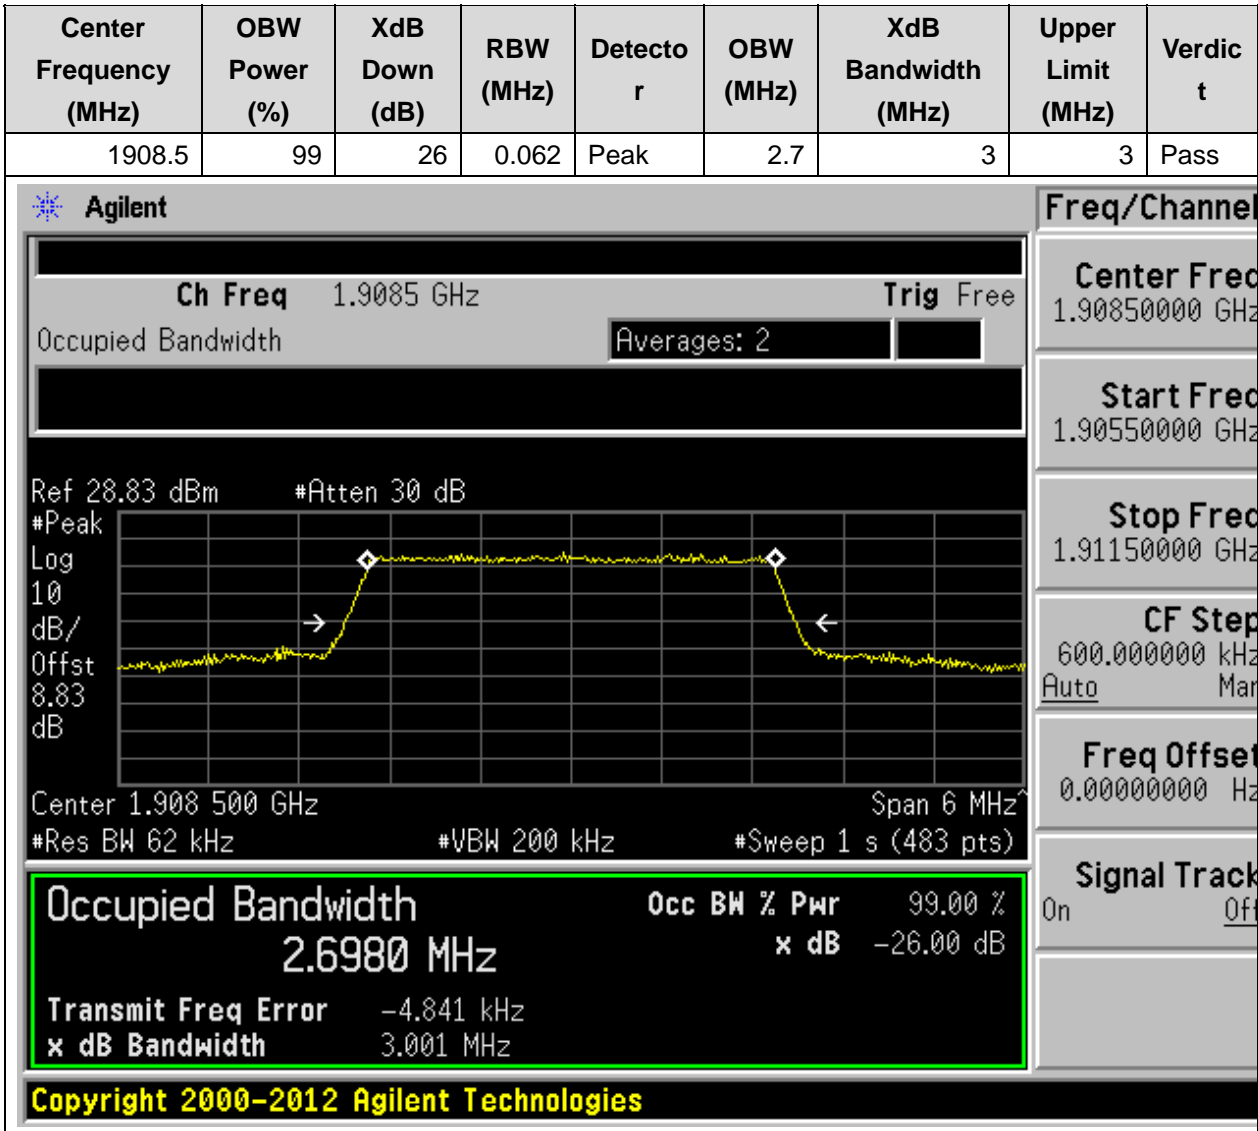 Center Frequency (MHz) OBW Power (%) XdB Down (dB) RBW (MHz) Detecto r OBW (MHz) XdB Bandwidth (MHz) Upper Limit (MHz) Verdic t
1908.5 99 26 0.062 Peak 2.7 3 3 Pass
Agilent
Freq/Channel
Ch Freq 1.9085 GHz Trig Free
Occupied Bandwidth Averages: 2
Center Freq
1.90850000 GHz
Start Freq
1.90550000 GHz
Stop Freq
1.91150000 GHz
CF Step
600.000000 kHz
Auto Man
Freq Offset
0.00000000 Hz
Signal Track
On Off
Ref 28.83 dBm #Atten 30 dB
#Peak
Log
10
dB/
Offst
8.83
dB
Center 1.908 500 GHz Span 6 MHz^
#Res BW 62 kHz #VBW 200 kHz #Sweep 1 s (483 pts)
Occupied Bandwidth Occ BW % Pwr 99.00 %
2.6980 MHz x dB -26.00 dB
Transmit Freq Error -4.841 kHz
x dB Bandwidth 3.001 MHz
Copyright 2000-2012 Agilent Technologies